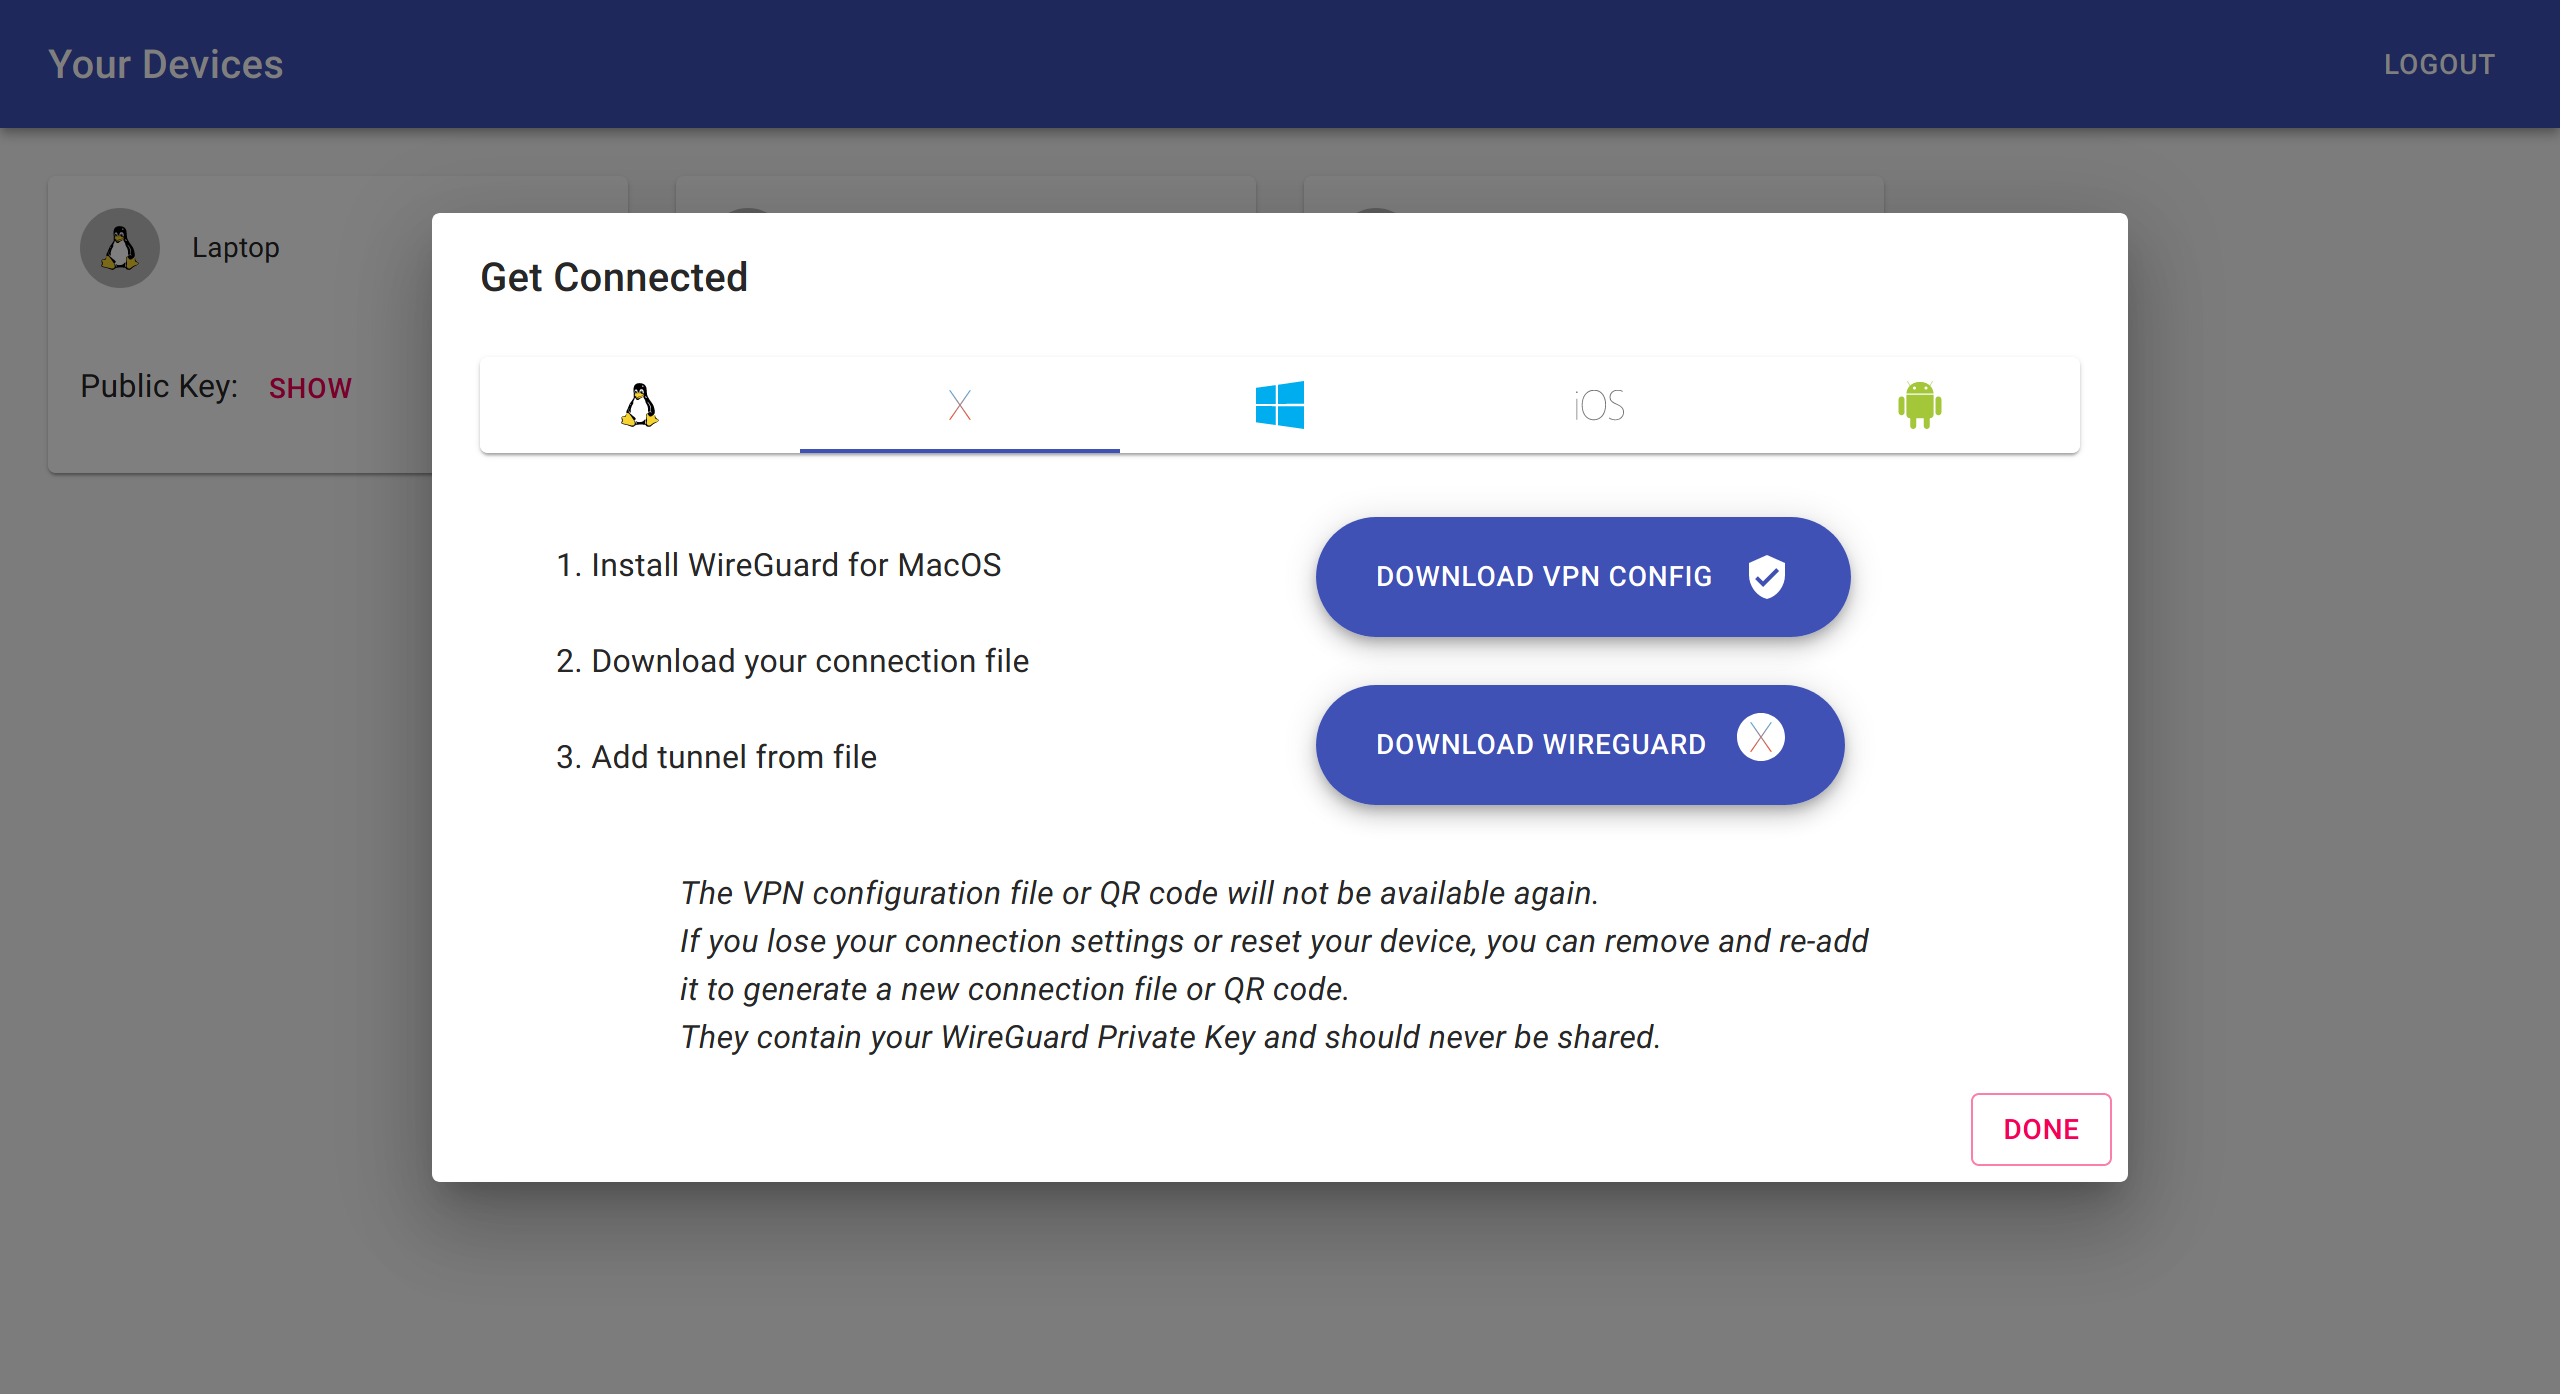 Your Devices
LOGOUT
Laptop
Public Key: SHOW
Get Connected
X
iOS
1. Install WireGuard for MacOS
2. Download your connection file
3. Add tunnel from file
DOWNLOAD VPN CONFIG
DOWNLOAD WIREGUARD X
The VPN configuration file or QR code will not be available again.
If you lose your connection settings or reset your device, you can remove and re-add
it to generate a new connection file or QR code.
They contain your WireGuard Private Key and should never be shared.
DONE